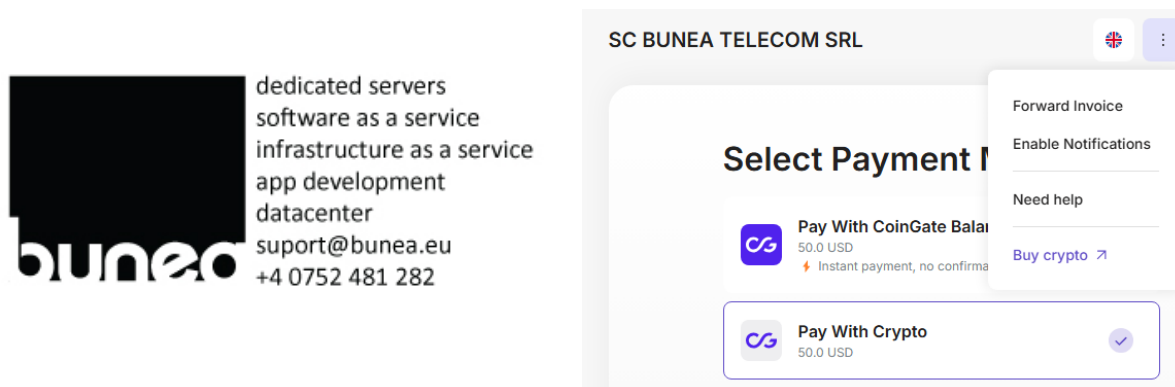 bunea
dedicated servers
software as a service
infrastructure as a service
app development
datacenter
suport@bunea.eu
+4 0752 481 282
SC BUNEA TELECOM SRL
Forward Invoice
Enable Notifications
Need help
Buy crypto
Select Payment
Pay With CoinGate
50.0 USD
Instant payment, no
CG
Pay With Crypto
50.0 USD
CG